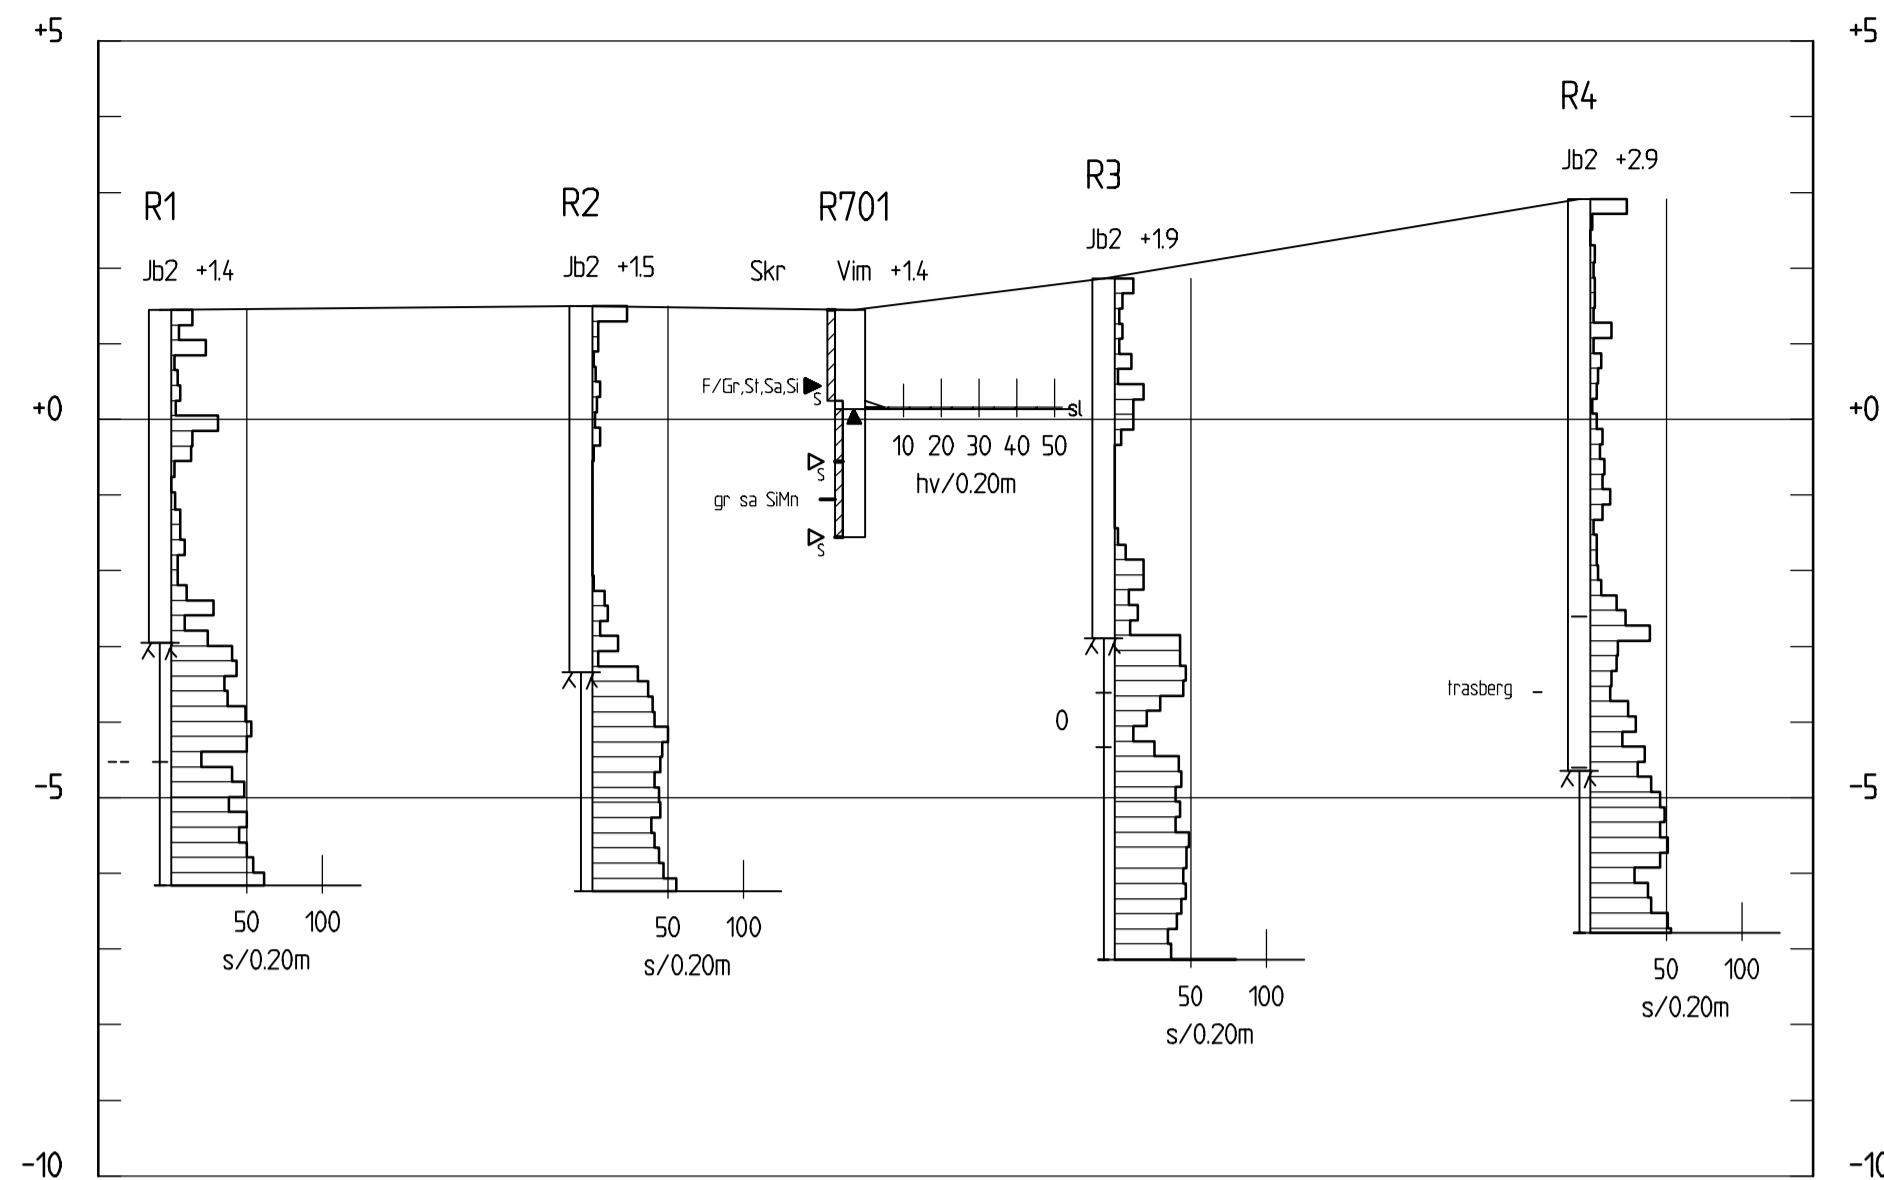 +5 +5
R4
Jb2 +2.9
R3
Jb2 +1.9
R1 R2 R701
Jb2 +1.4 Jb2 +1.5 Skr Vim +1.4
F/Gr,St,Sa,Si
S
sl
+0 +0
10 20 30 40 50
hv/0.20m
S
gr sa SiMn
S
trasberg
0
-5 -5
50 100
s/0.20m
50 100
s/0.20m
50 100
s/0.20m
50 100
s/0.20m
-10 -10